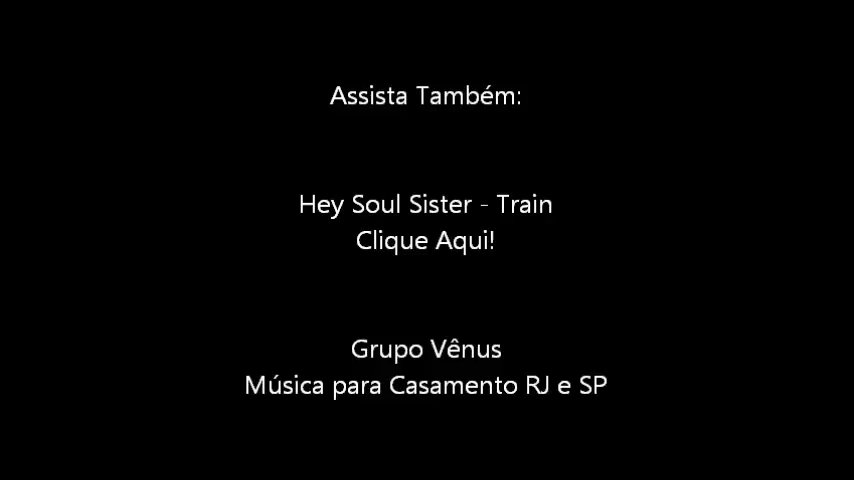 Assista Também:
Hey Soul Sister - Train
Clique Aqui!
Grupo Vênus
Música para Casamento RJ e SP